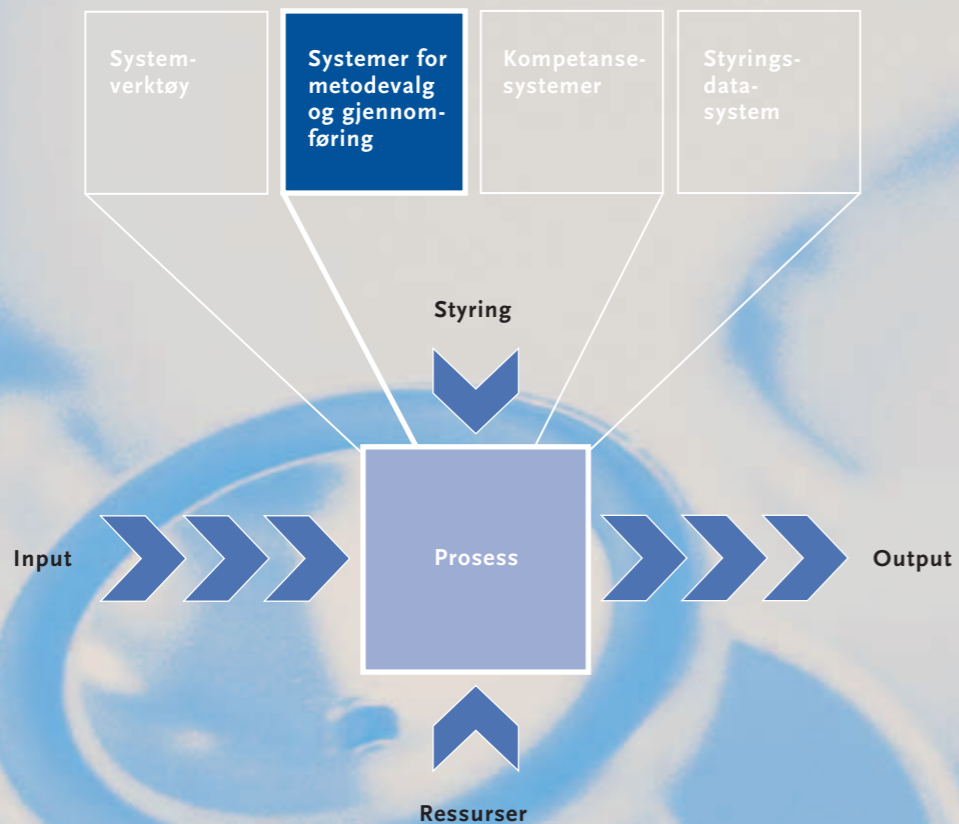 System-
verktøy
Systemer for
metodevalg
og gjennom-
føring
Kompetanse-
systemer
Styrings-
data-
system
Styring
Input
Prosess
Output
Ressurser